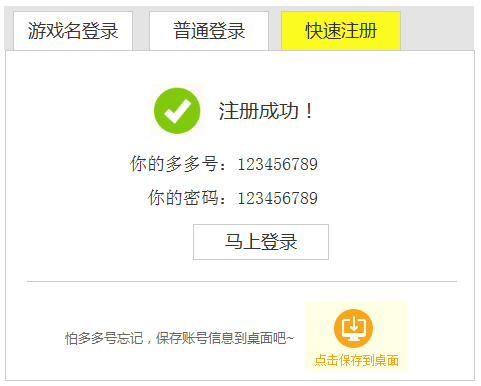 游戏名登录 普通登录 快速注册
注册成功！
你的多多号：123456789
你的密码：123456789
马上登录
怕多多号忘记，保存账号信息到桌面吧~
点击保存到桌面